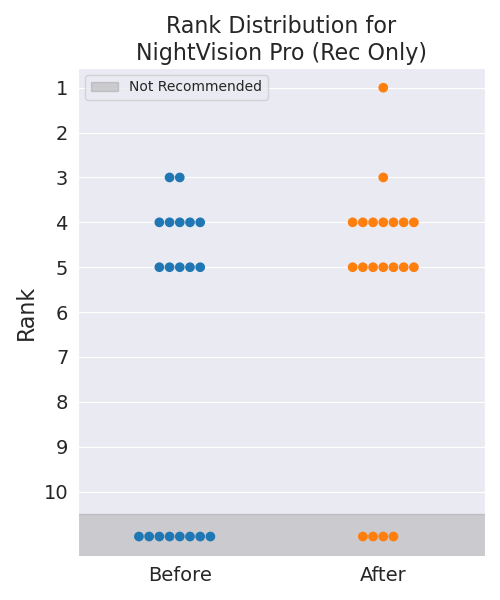 Rank Distribution for
NightVision Pro (Rec Only)
Not Recommended
1
2
3
4
5
6
7
8
9
10
Rank
Before After